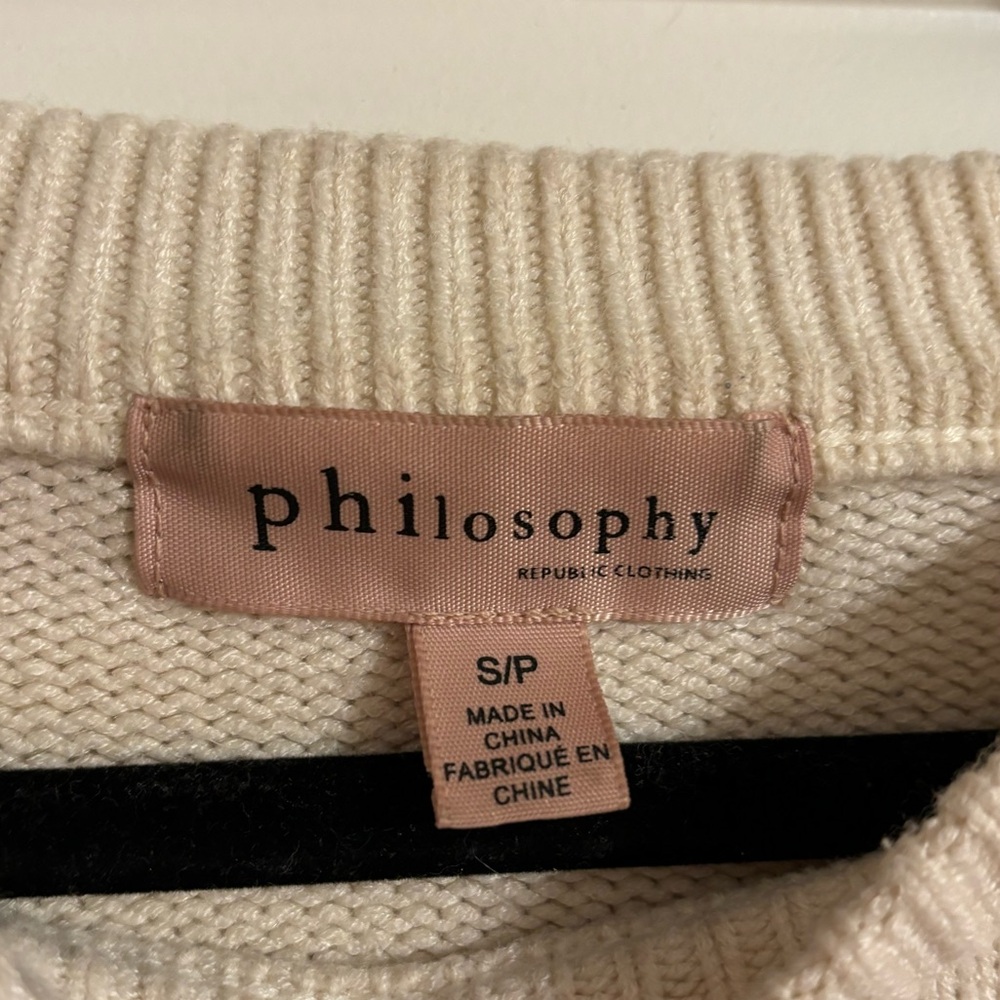 philosophy
REPUBLIC CLOTHING
S/P
MADE IN
CHINA
FABRIQUÉ EN
CHINE